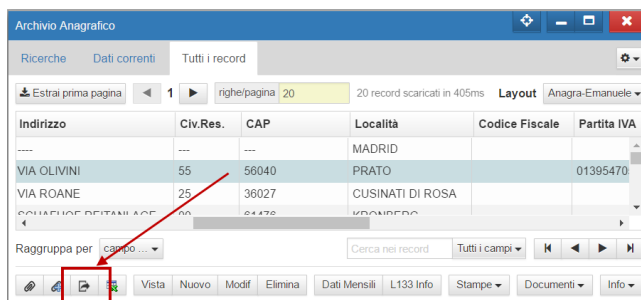 Archivio Anagrafico
Ricerche Dati correnti Tutti i record
Estrai prima pagina 1 righe/pagina 20 20 record scaricati in 405ms Layout Anagra-Emanuele
Indirizzo Civ.Res. CAP Località Codice Fiscale Partita IVA
---- --- --- MADRID
VIA OLIVINI 55 56040 PRATO 01395470
VIA ROANE 25 36027 CUSINATI DI ROSA
Raggruppa per campo ... Cerca nei record Tutti i campi
Vista Nuovo Modif Elimina Dati Mensili L133 Info Stampe Documenti Info